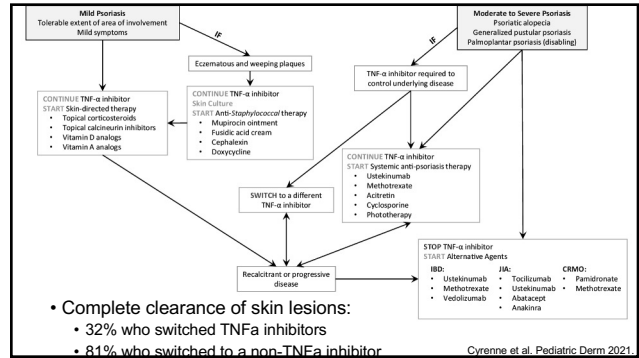 Mild Psoriasis
Tolerable extent of area of involvement
Mild symptoms
IF
Eczematous and weeping plaques
CONTINUE TNF-α inhibitor
Skin Culture
START Anti-Staphylococcal therapy
• Mupirocin ointment
• Fusidic acid cream
• Cephalexin
• Doxycycline
CONTINUE TNF-α inhibitor
START Skin-directed therapy
• Topical corticosteroids
• Topical calcineurin inhibitors
• Vitamin D analogs
• Vitamin A analogs
Moderate to Severe Psoriasis
Psoriatic alopecia
Generalized pustular psoriasis
Palmoplantar psoriasis (disabling)
IF
TNF-α inhibitor required to
control underlying disease
CONTINUE TNF-α inhibitor
START Systemic anti-psoriasis therapy
• Ustekinumab
• Methotrexate
• Acitretin
• Cyclosporine
• Phototherapy
SWITCH to a different
TNF-α inhibitor
Recalcitrant or progressive
disease
STOP TNF-α inhibitor
START Alternative Agents
IBD:
• Ustekinumab
• Methotrexate
• Vedolizumab
JIA:
• Tocilizumab
• Ustekinumab
• Abatacept
• Anakinra
CRMO:
• Pamidronate
• Methotrexate
• Complete clearance of skin lesions:
• 32% who switched TNFa inhibitors
• 81% who switched to a non-TNFa inhibitor
Cyrenne et al. Pediatric Derm 2021.